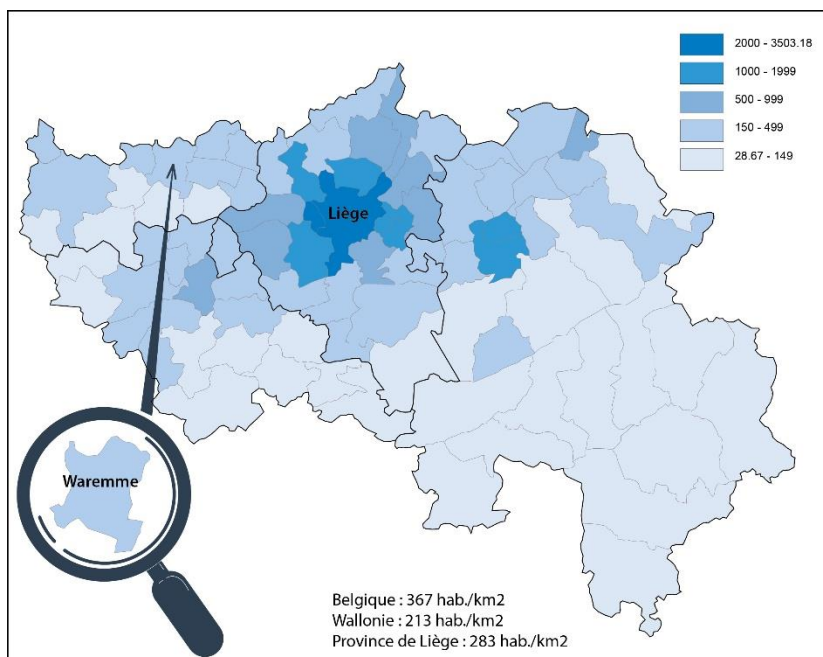 2000 - 3503.18
1000 - 1999
500 - 999
150 - 499
28.67 - 149
Liège
Waremme
Belgique : 367 hab./km2
Wallonie : 213 hab./km2
Province de Liège : 283 hab./km2